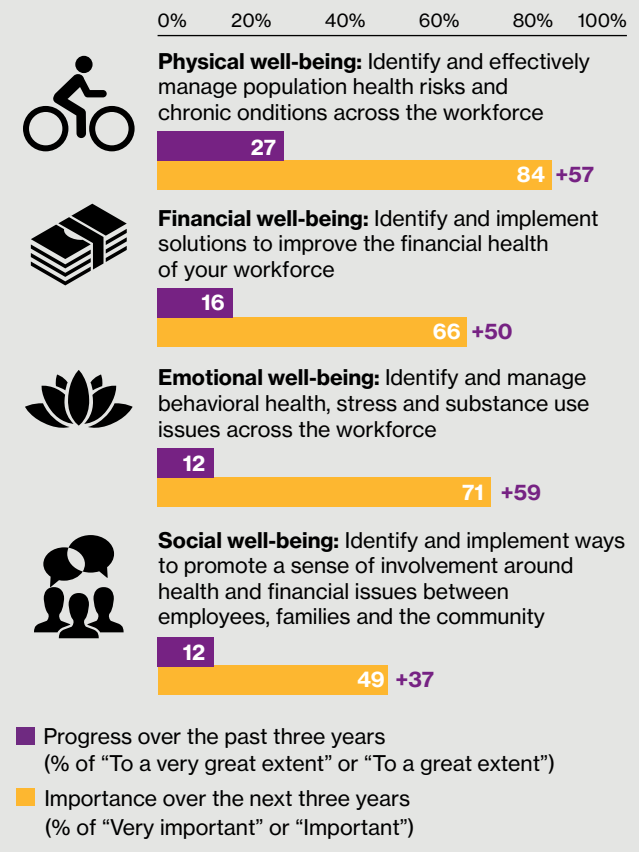 0% 20% 40% 60% 80% 100%
Physical well-being: Identify and effectively
manage population health risks and
chronic onditions across the workforce
27
84 +57
Financial well-being: Identify and implement
solutions to improve the financial health
of your workforce
16
66 +50
Emotional well-being: Identify and manage
behavioral health, stress and substance use
issues across the workforce
12
71 +59
Social well-being: Identify and implement ways
to promote a sense of involvement around
health and financial issues between
employees, families and the community
12
49 +37
Progress over the past three years
(% of “To a very great extent” or “To a great extent”)
Importance over the next three years
(% of “Very important” or “Important”)